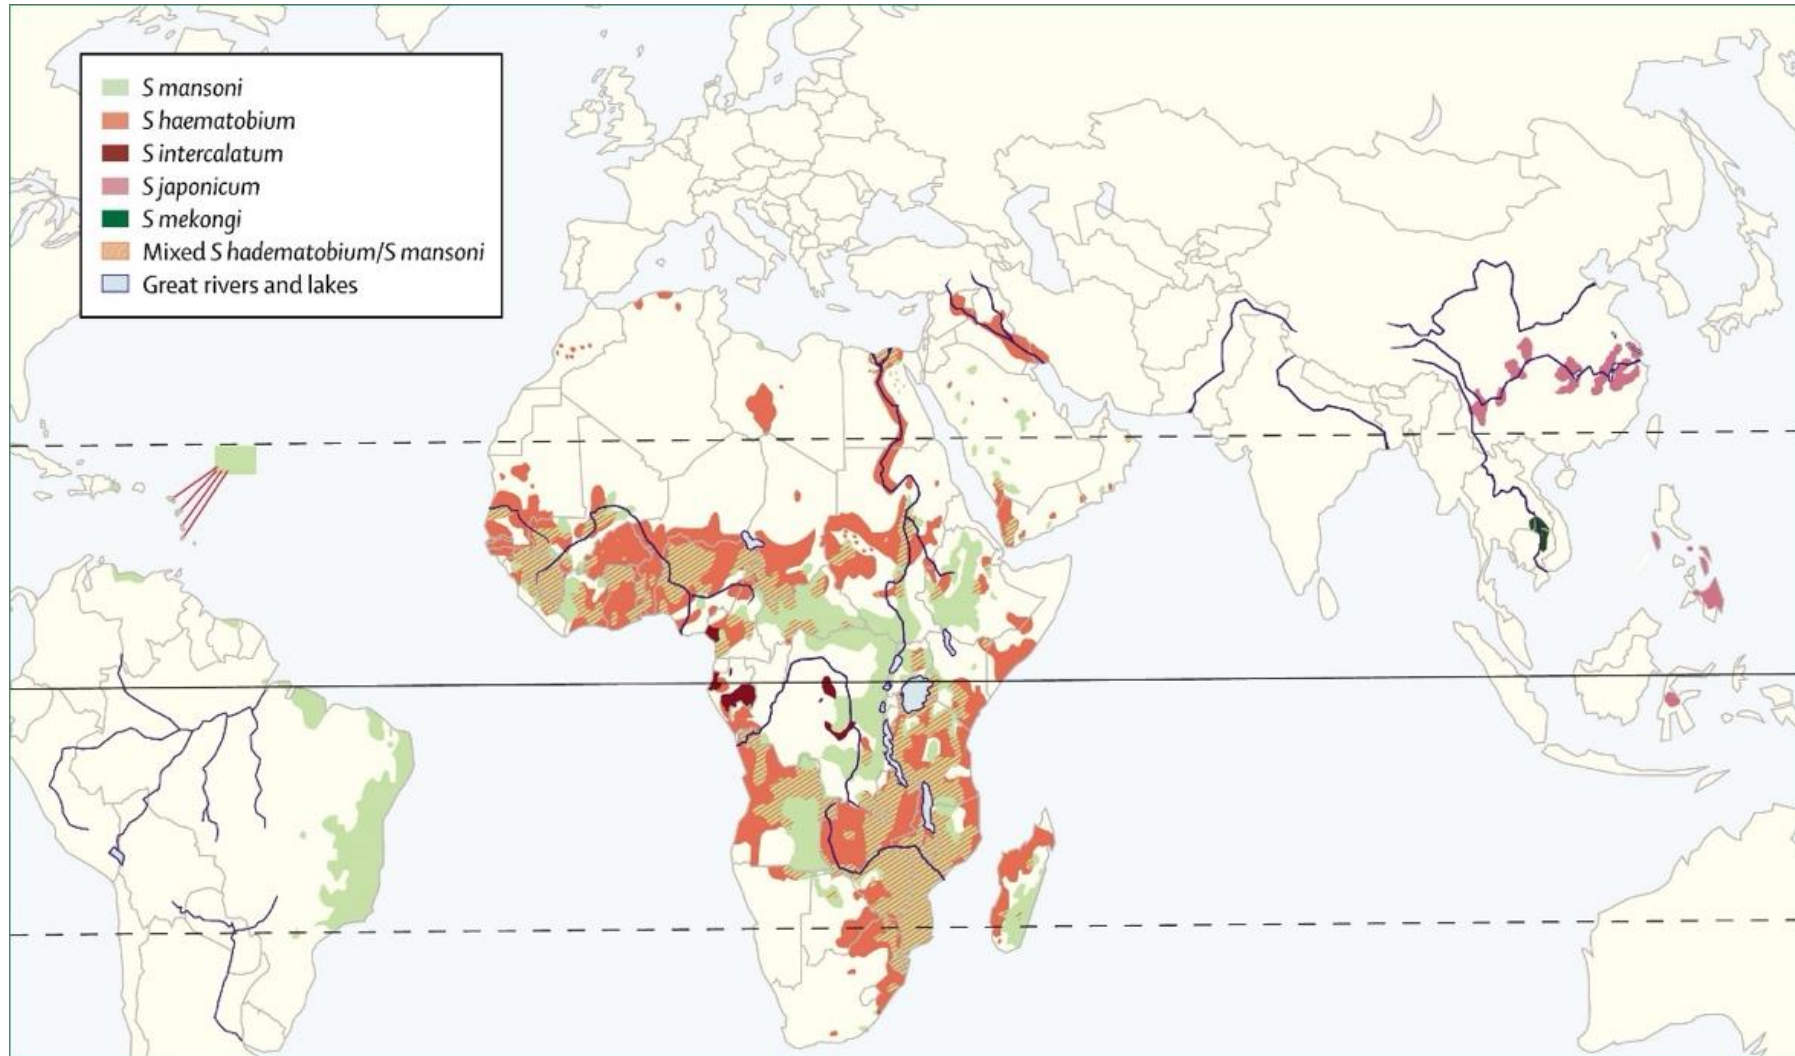 S mansoni
S haematobium
S intercalatum
S japonicum
S mekongi
Mixed S hadematobium/S mansoni
Great rivers and lakes